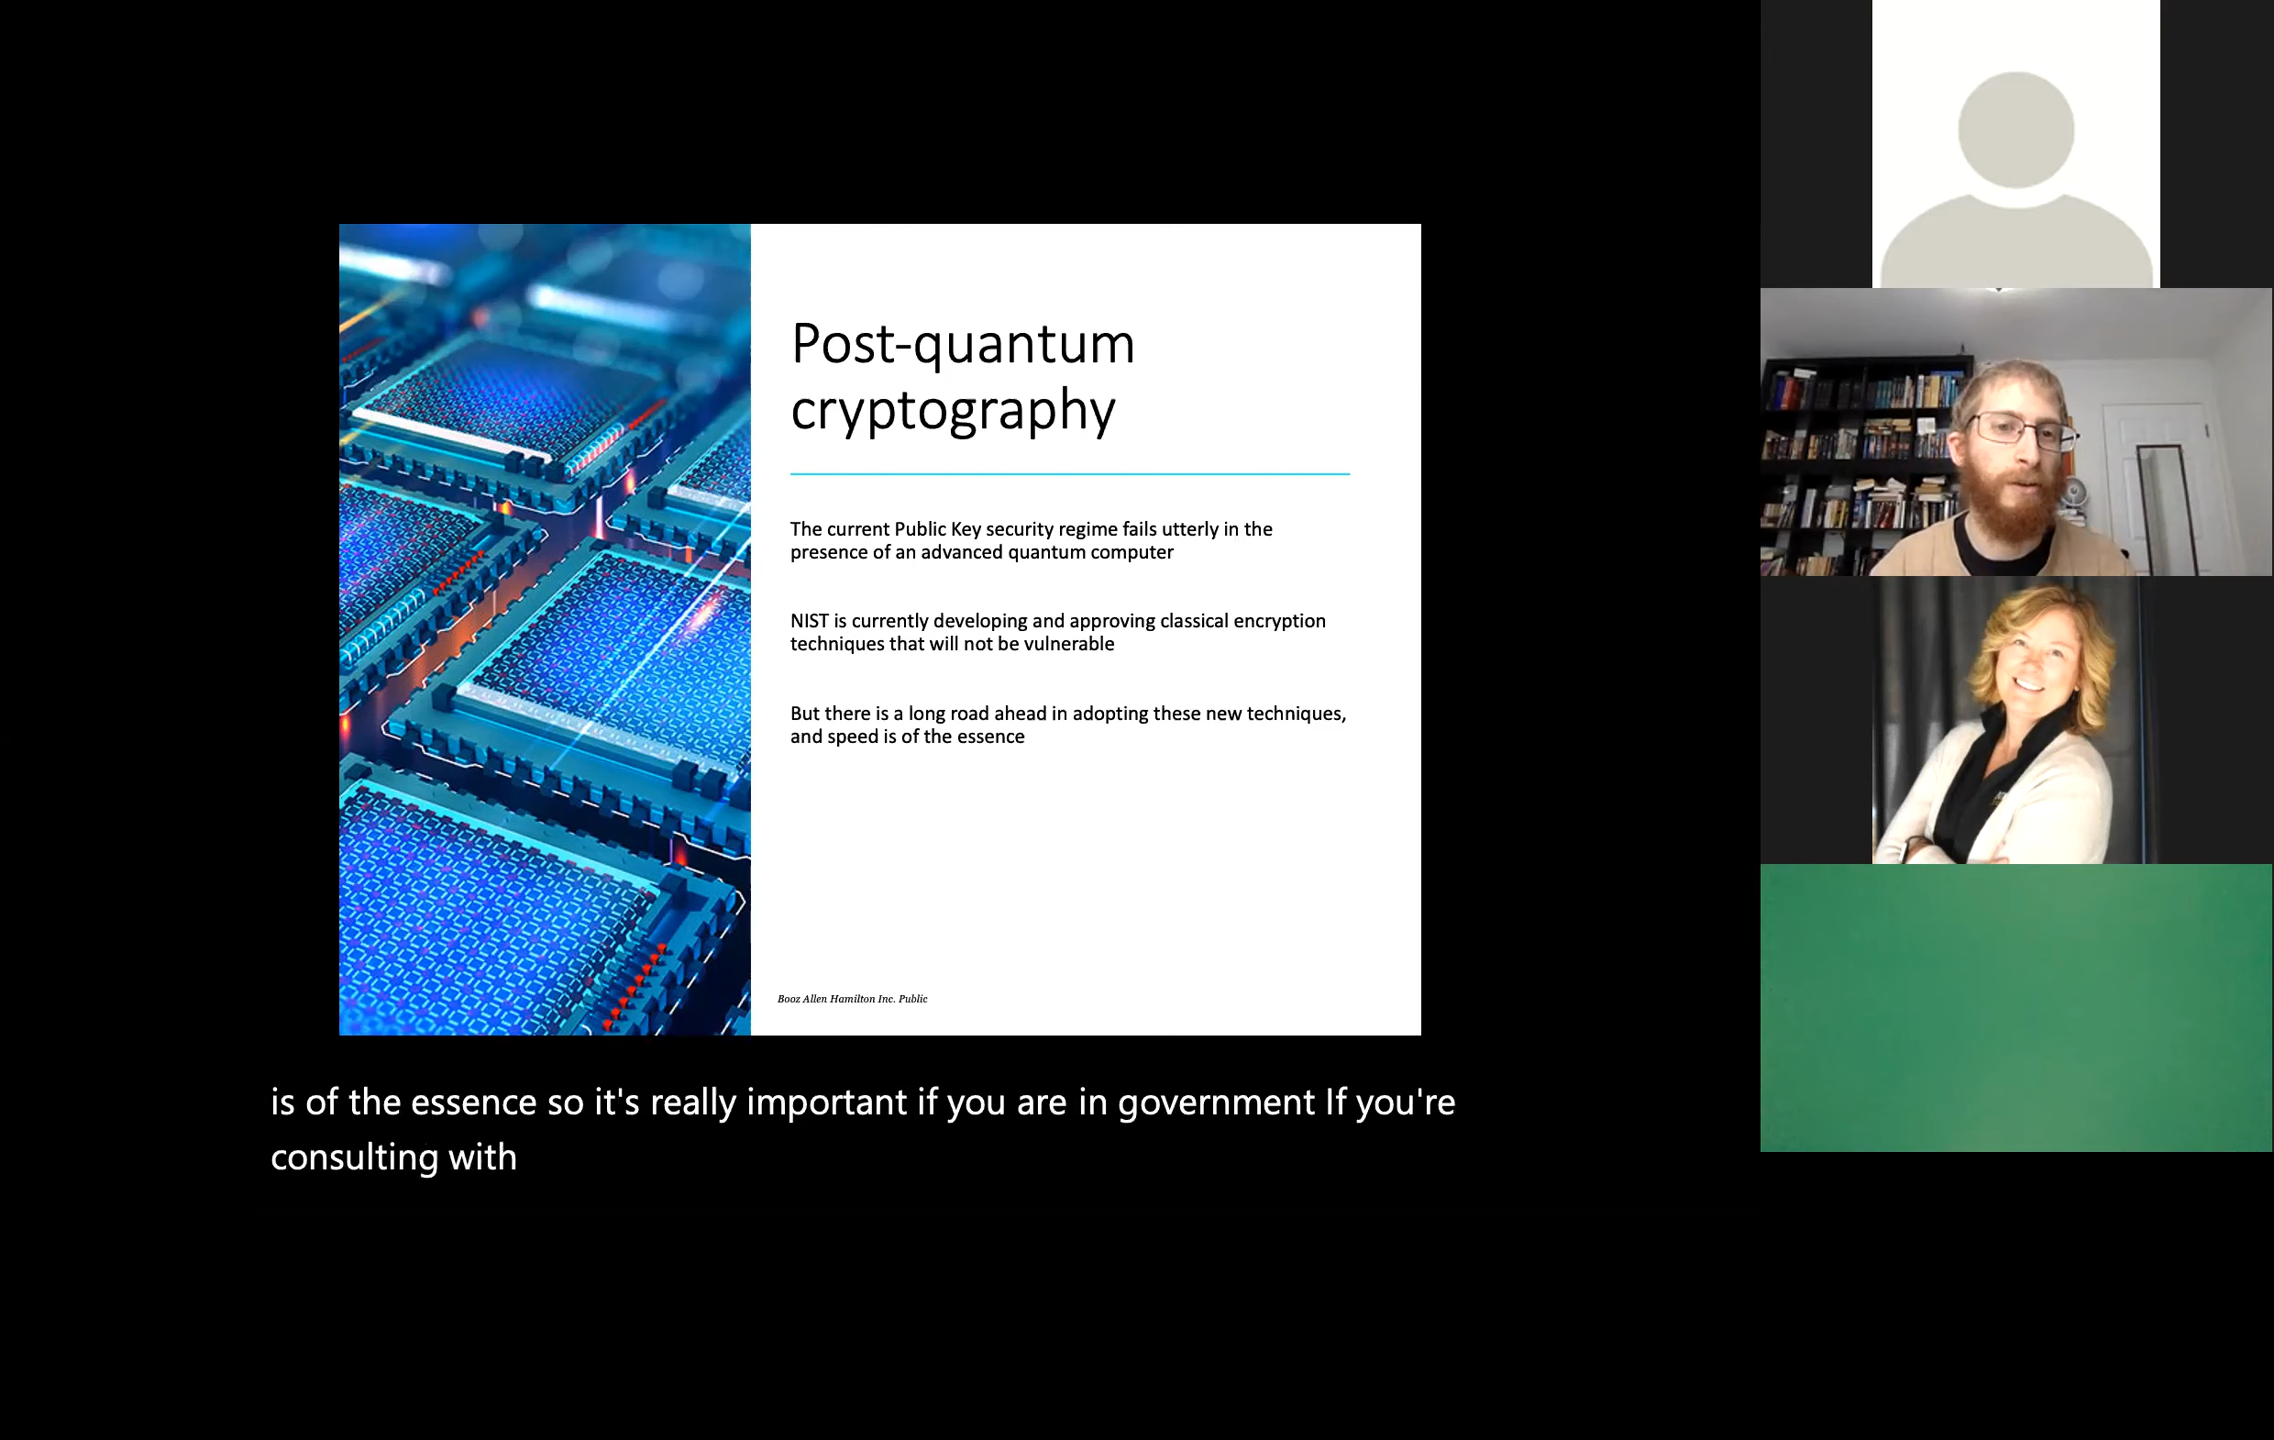 Post-quantum
cryptography
The current Public Key security regime fails utterly in the
presence of an advanced quantum computer
NIST is currently developing and approving classical encryption
techniques that will not be vulnerable
But there is a long road ahead in adopting these new techniques,
and speed is of the essence
Booz Allen Hamilton Inc. Public
is of the essence so it's really important if you are in government If you're
consulting with